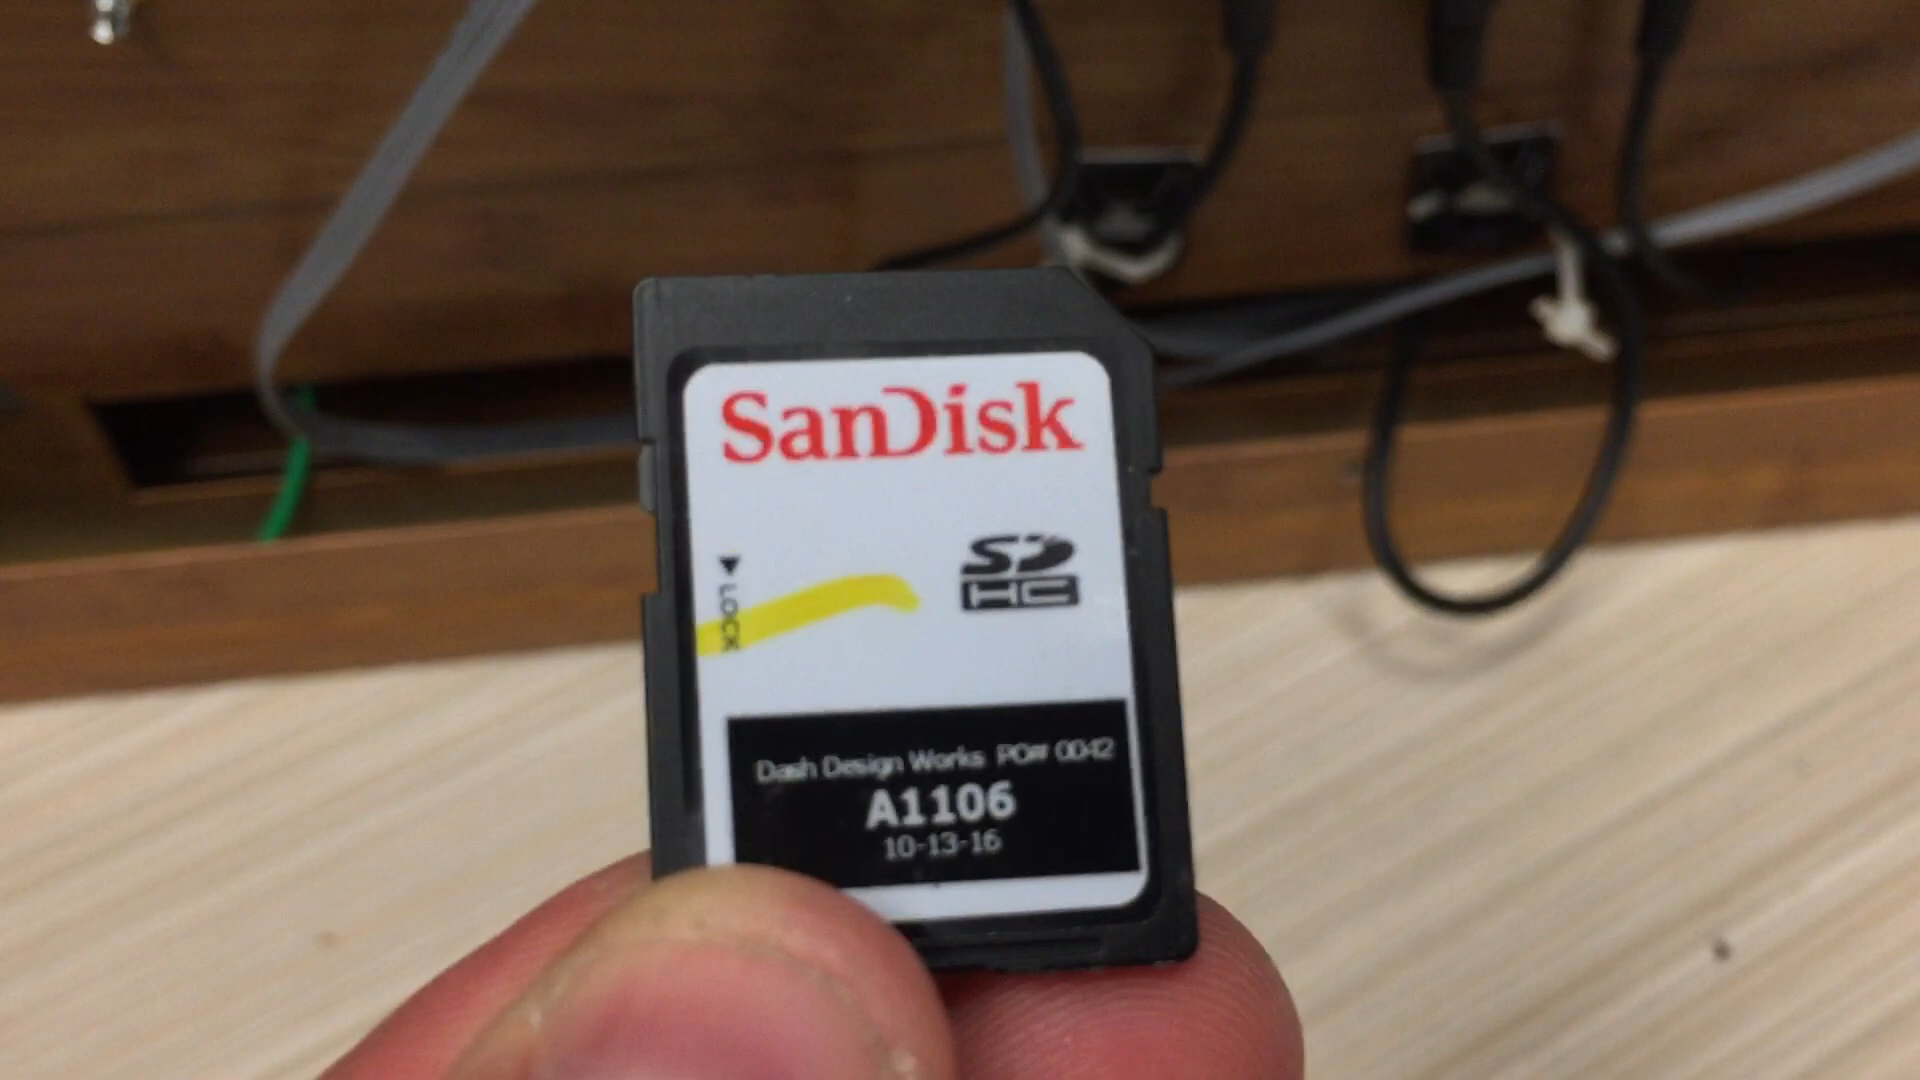 SanDisk
SD
HC
LOCK
Dash Design Works PO# 0042
A1106
10-13-16